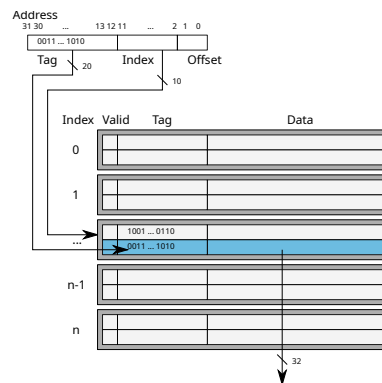 Address
31 30 ... 13 12 11 ... 2 1 0
0011 ... 1010
Tag 20 Index Offset
10
Index Valid Tag Data
0
1
1001 ... 0110
...
0011 ... 1010
n-1
n
32